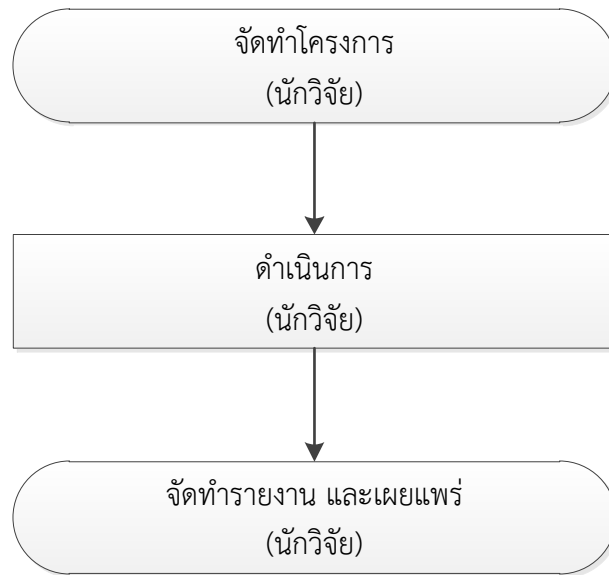 จัดทำโครงการ
(นักวิจัย)
ดำเนินการ
(นักวิจัย)
จัดทำรายงาน และเผยแพร่
(นักวิจัย)